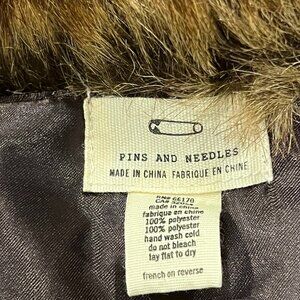 PINS AND NEEDLES
MADE IN CHINA FABRIQUE EN CHINE
RN# 66170
CA#
made in china
fabrique en chine
100% polyester
100% polyester
hand wash cold
do not bleach
lay flat to dry
french on reverse